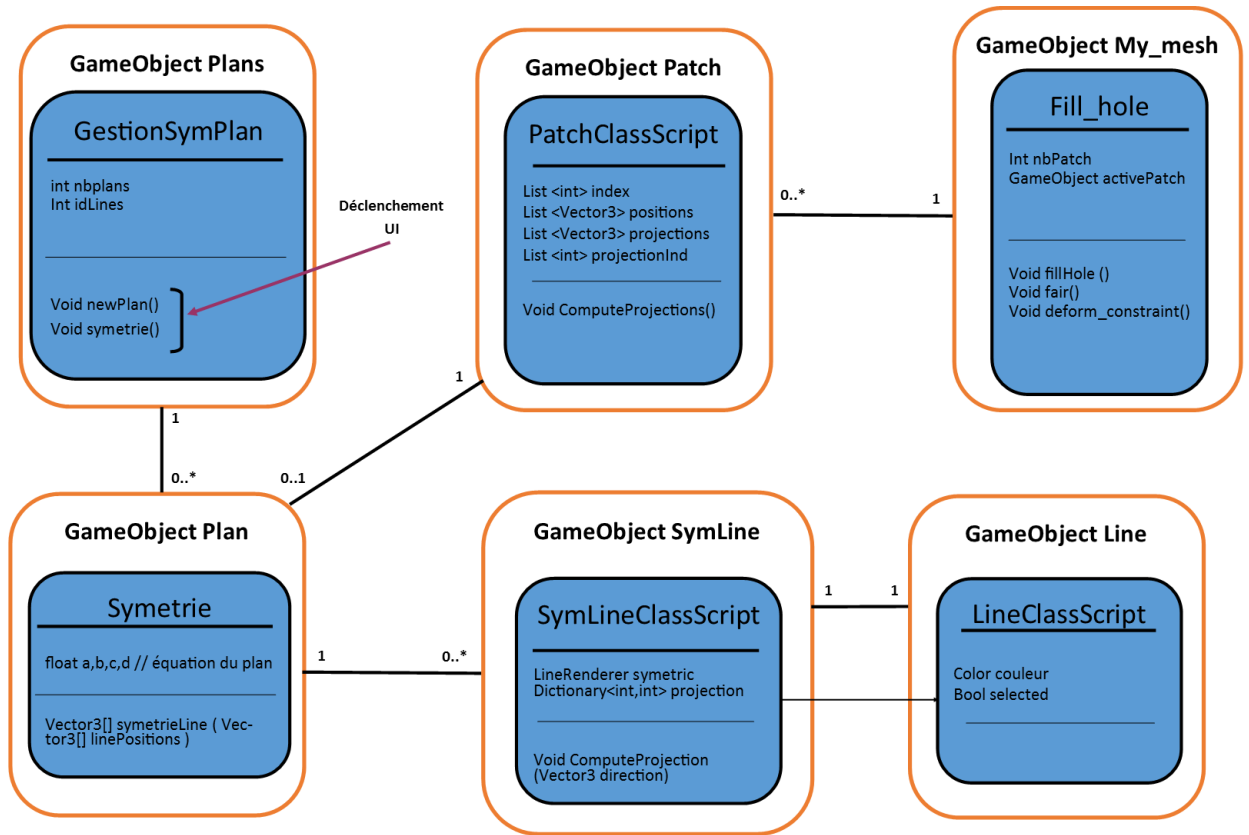 GameObject Plans
GestionSymPlan
int nbplans
Int idLines
Void newPlan()
Void symetrie()
Déclenchement
UI
GameObject Patch
PatchClassScript
List <int> index
List <Vector3> positions
List <Vector3> projections
List <int> projectionInd
Void ComputeProjections()
0..*
1
GameObject My_mesh
Fill_hole
Int nbPatch
GameObject activePatch
Void fillHole ()
Void fair()
Void deform_constraint()
1
0..*
1
0..1
GameObject Plan
Symetrie
float a,b,c,d // équation du plan
Vector3[] symetrieLine ( Vec-
tor3[] linePositions )
1
0..*
GameObject SymLine
SymLineClassScript
LineRenderer symetric
Dictionary<int,int> projection
Void ComputeProjection
(Vector3 direction)
1
1
GameObject Line
LineClassScript
Color couleur
Bool selected